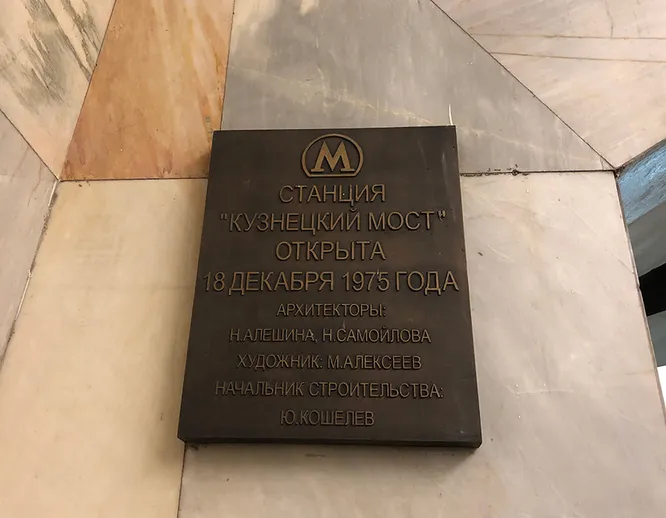 М
СТАНЦИЯ
"КУЗНЕЦКИЙ МОСТ"
ОТКРЫТА
18 ДЕКАБРЯ 1975 ГОДА
АРХИТЕКТОРЫ:
Н.АЛЕШИНА, Н.САМОЙЛОВА
ХУДОЖНИК: М.АЛЕКСЕЕВ
НАЧАЛЬНИК СТРОИТЕЛЬСТВА:
Ю.КОШЕЛЕВ